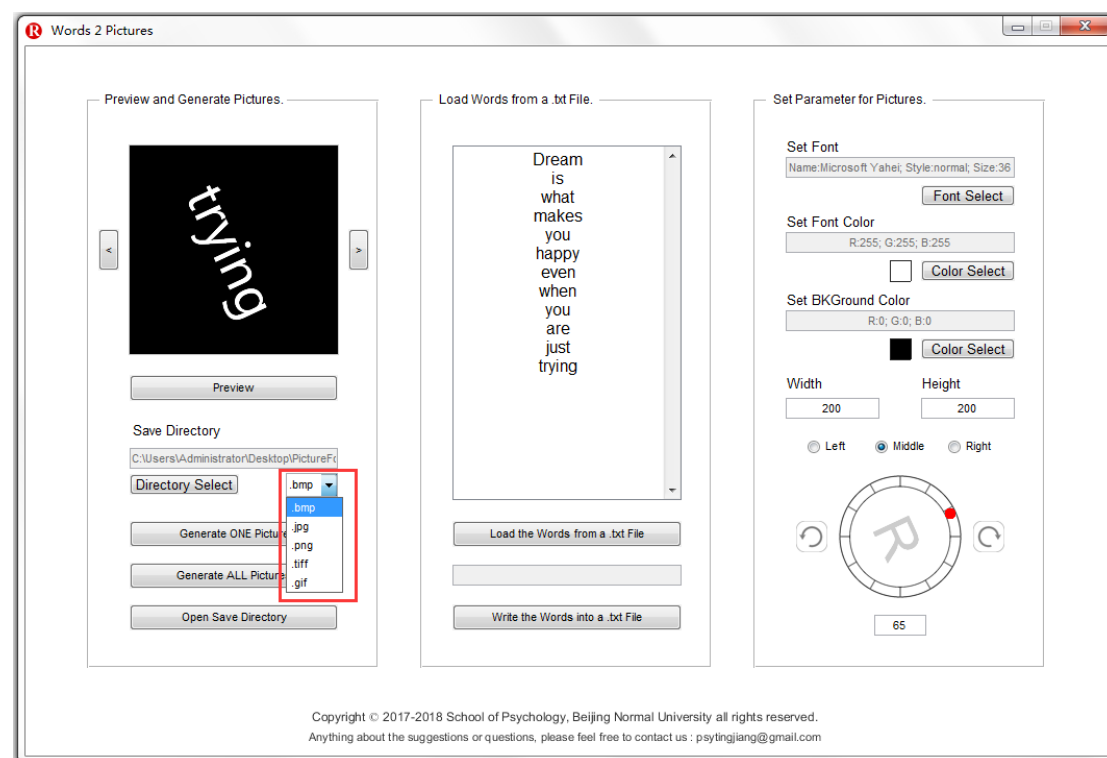 Words 2 Pictures
Preview and Generate Pictures.
trying
<
>
Preview
Save Directory
C:\Users\Administrator\Desktop\PictureFo
Directory Select
.bmp
.bmp
.jpg
.png
.tiff
.gif
Generate ONE Picture
Generate ALL Picture
Open Save Directory
Load Words from a .txt File.
Dream
is
what
makes
you
happy
even
when
you
are
just
trying
Load the Words from a .txt File
Write the Words into a .txt File
Set Parameter for Pictures.
Set Font
Name:Microsoft Yahei; Style:normal; Size:36
Font Select
Set Font Color
R:255; G:255; B:255
Color Select
Set BKGround Color
R:0; G:0; B:0
Color Select
Width Height
200 200
Left Middle Right
R
65
Copyright © 2017-2018 School of Psychology, Beijing Normal University all rights reserved.
Anything about the suggestions or questions, please feel free to contact us : psytingjiang@gmail.com